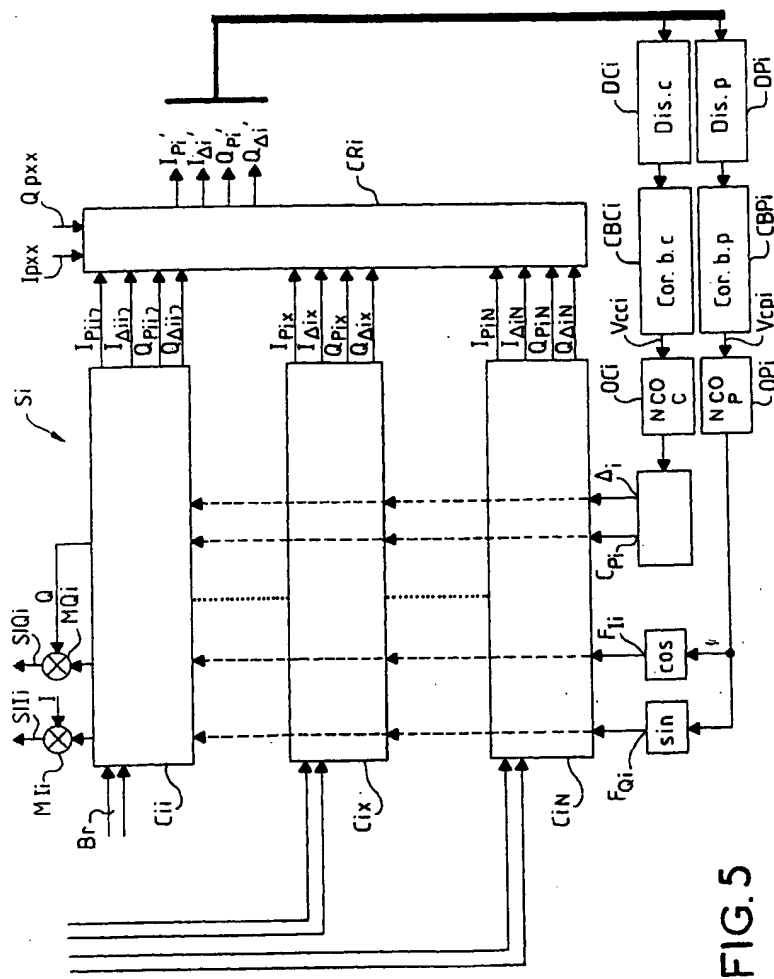 Si
Ipxx
Qpxx
SIIi
SIQi
MIi
I
MQi
Q
Br
Cii
IPii
IΔii
QPii
QΔii
IPi'
IΔi'
QPi'
QΔi'
CRi
Cix
IPix
IΔix
QPix
QΔix
CiN
IPiN
IΔiN
QPiN
QΔiN
FQi
FIi
CPi
Δi
sin
cos
OCi
NCO
C
Vcci
CBCi
Cor. b. c
DCi
Dis. c
NCO
P
OPi
Vcpi
Cor. b. p
CBPi
Dis. p
DPi
FIG. 5